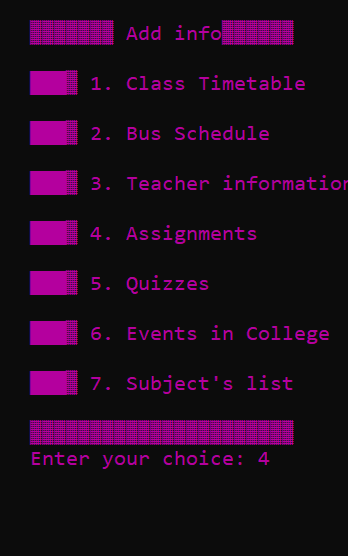 Add info
1. Class Timetable
2. Bus Schedule
3. Teacher information
4. Assignments
5. Quizzes
6. Events in College
7. Subject's list
Enter your choice: 4